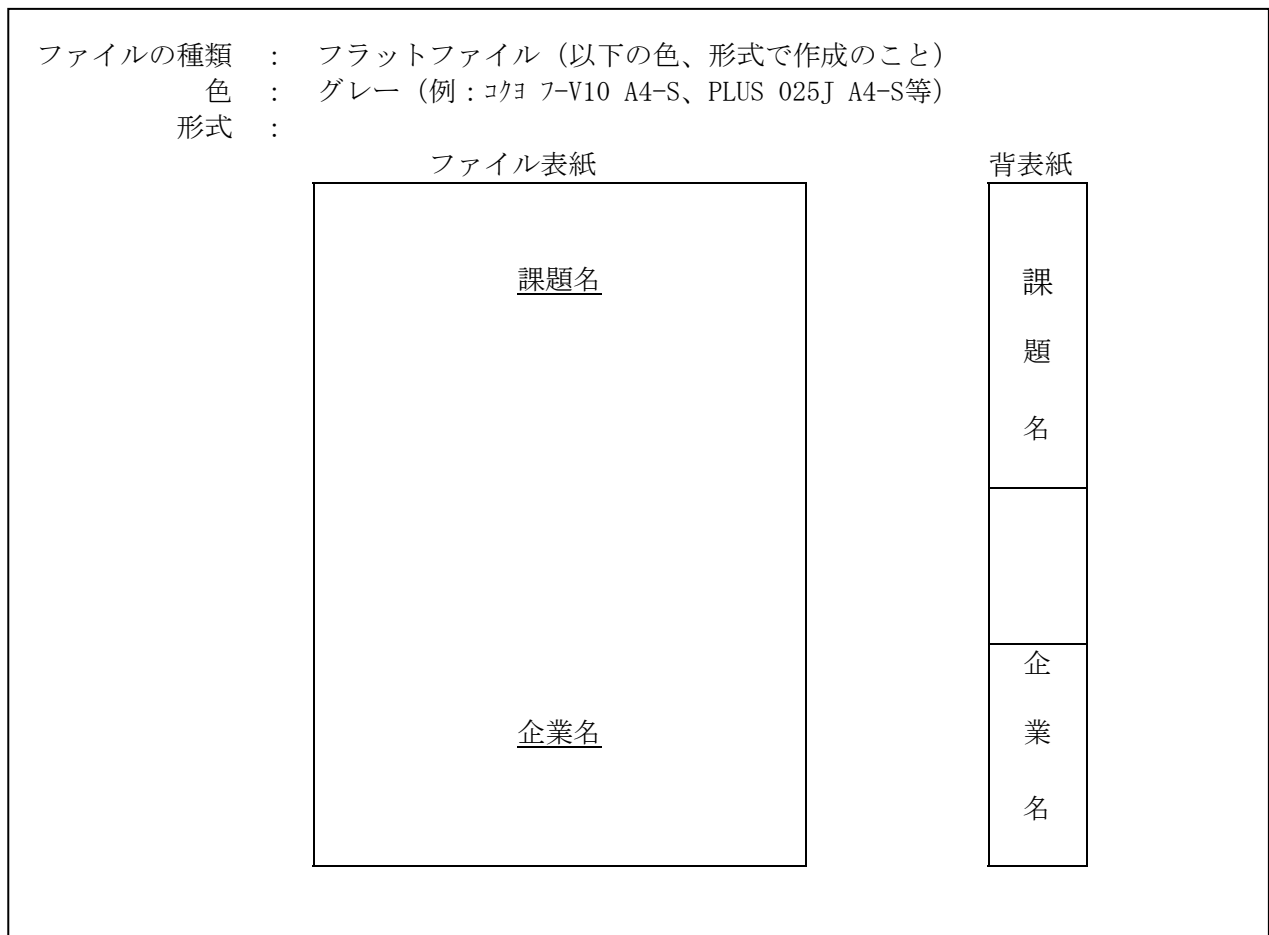 ファイルの種類 : フラットファイル（以下の色、形式で作成のこと）
色 : グレー（例：ｺｸﾖ ﾌ-V10 A4-S、PLUS 025J A4-S等）
形式 :
ファイル表紙
背表紙
課題名
企業名
課題名
企業名